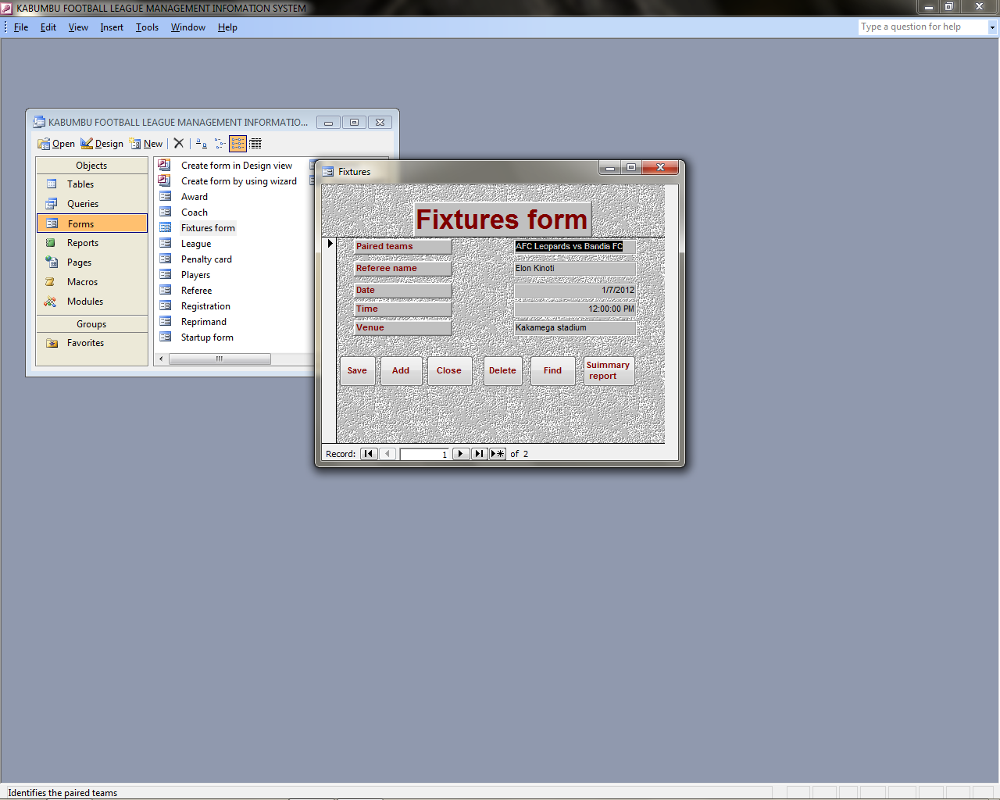 KABUMBU FOOTBALL LEAGUE MANAGEMENT INFOMATION SYSTEM
File Edit View Insert Tools Window Help
Type a question for help
KABUMBU FOOTBALL LEAGUE MANAGEMENT INFORMATIO...
Open Design New
Objects
Tables
Queries
Forms
Reports
Pages
Macros
Modules
Groups
Favorites
Create form in Design view
Create form by using wizard
Award
Coach
Fixtures form
League
Penalty card
Players
Referee
Registration
Reprimand
Startup form
Fixtures
Fixtures form
Paired teams AFC Leopards vs Bandia FC
Referee name Elon Kinoti
Date 1/7/2012
Time 12:00:00 PM
Venue Kakamega stadium
Save Add Close Delete Find Suimmary
report
Record: 1 of 2
Identifies the paired teams